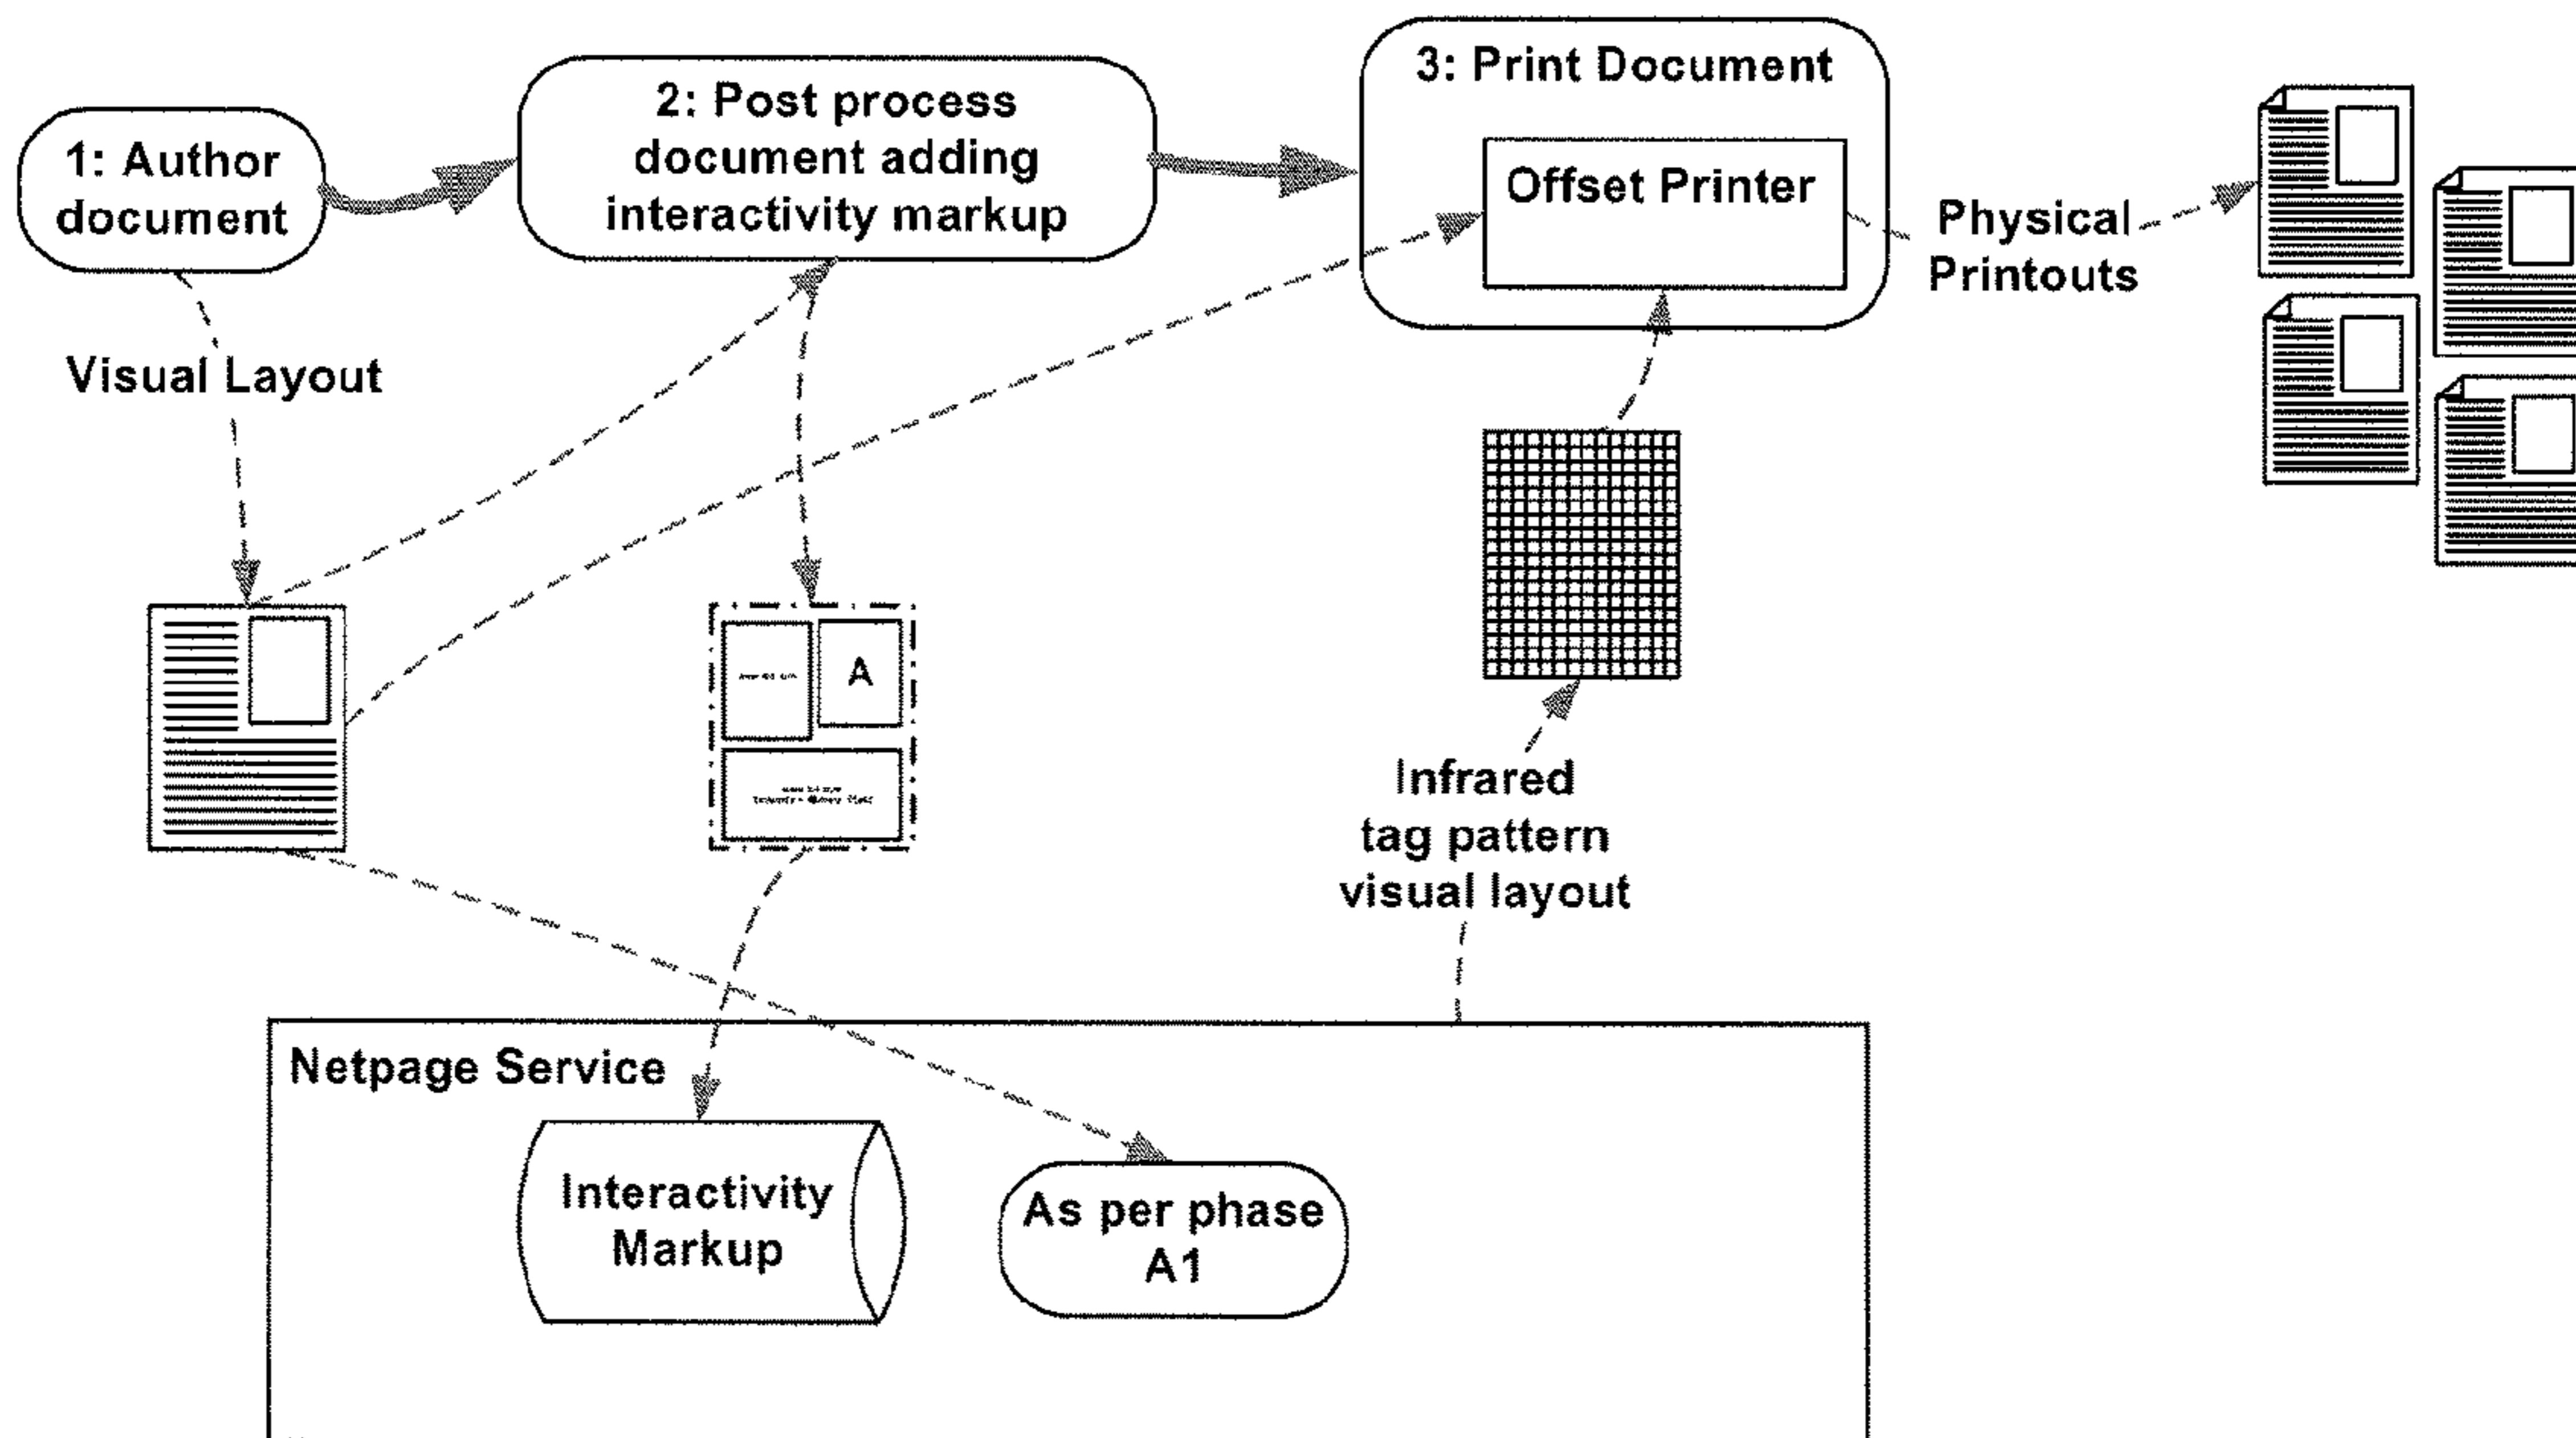 1: Author
document
2: Post process
document adding
interactivity markup
3: Print Document
Offset Printer
Physical
Printouts
Visual Layout
A
Infrared
tag pattern
visual layout
Netpage Service
Interactivity
Markup
As per phase
A1